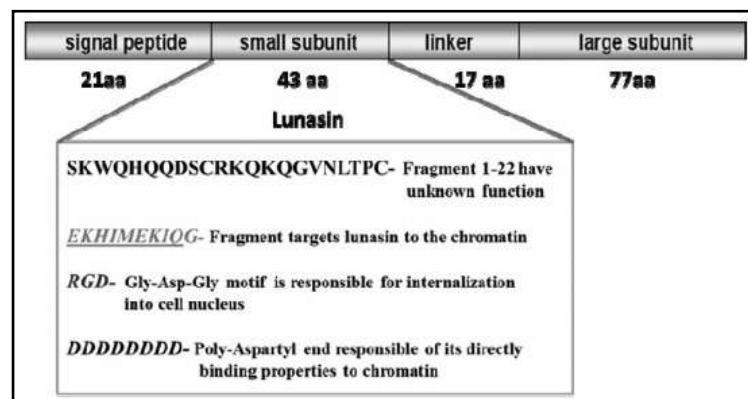 signal peptide small subunit linker large subunit
21aa 43 aa 17 aa 77aa
Lunasin
SKWQHQQDSCRKQKQGVNLTPC- Fragment 1-22 have
unknown function
EKHIMEKIQG- Fragment targets lunasin to the chromatin
RGD- Gly-Asp-Gly motif is responsible for internalization
into cell nucleus
DDDDDDDD- Poly-Aspartyl end responsible of its directly
binding properties to chromatin